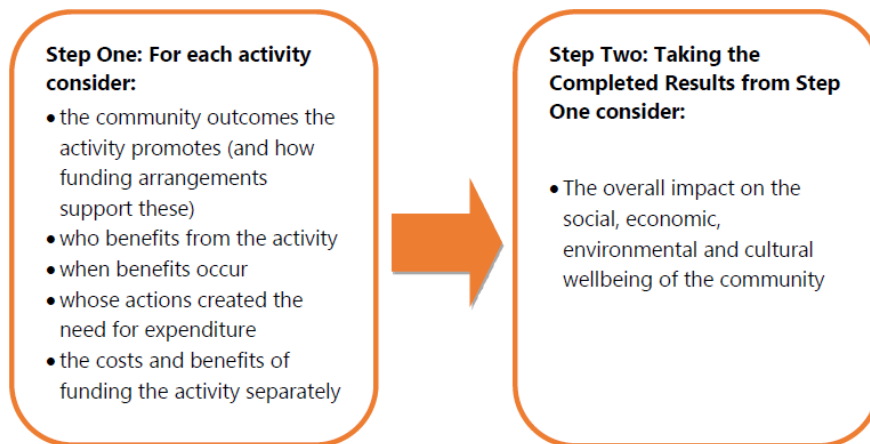 Step One: For each activity
consider:
• the community outcomes the
activity promotes (and how
funding arrangements
support these)
• who benefits from the activity
• when benefits occur
• whose actions created the
need for expenditure
• the costs and benefits of
funding the activity separately
Step Two: Taking the
Completed Results from Step
One consider:
• The overall impact on the
social, economic,
environmental and cultural
wellbeing of the community